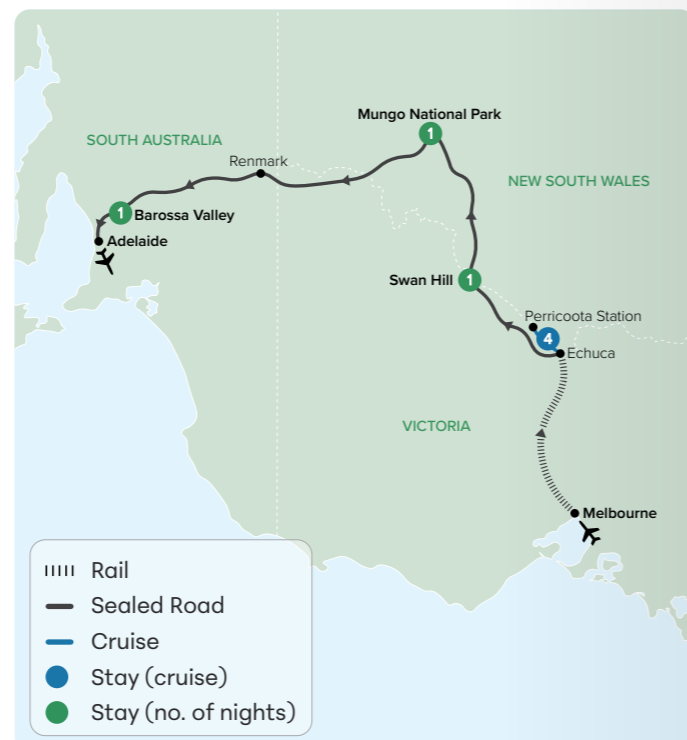 Mungo National Park
1
SOUTH AUSTRALIA
Renmark
NEW SOUTH WALES
1
Barossa Valley
Adelaide
Swan Hill
1
Perricoota Station
4
Echuca
VICTORIA
Melbourne
Rail
Sealed Road
Cruise
Stay (cruise)
Stay (no. of nights)